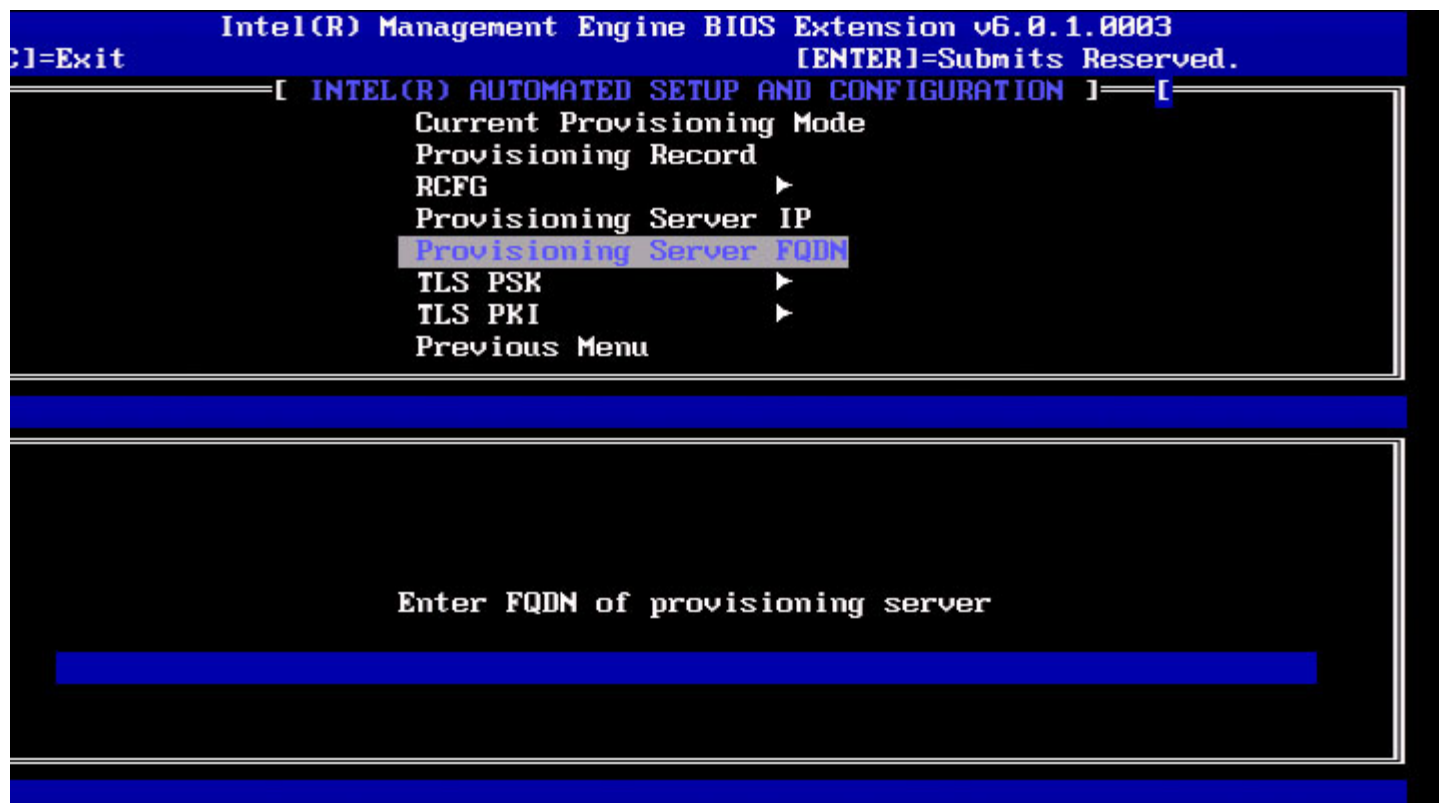 Intel(R) Management Engine BIOS Extension v6.0.1.0003
C]=Exit [ENTER]=Submits Reserved.
[ INTEL(R) AUTOMATED SETUP AND CONFIGURATION ] [
Current Provisioning Mode
Provisioning Record
RCFG ►
Provisioning Server IP
Provisioning Server FQDN
TLS PSK ►
TLS PKI ►
Previous Menu
Enter FQDN of provisioning server